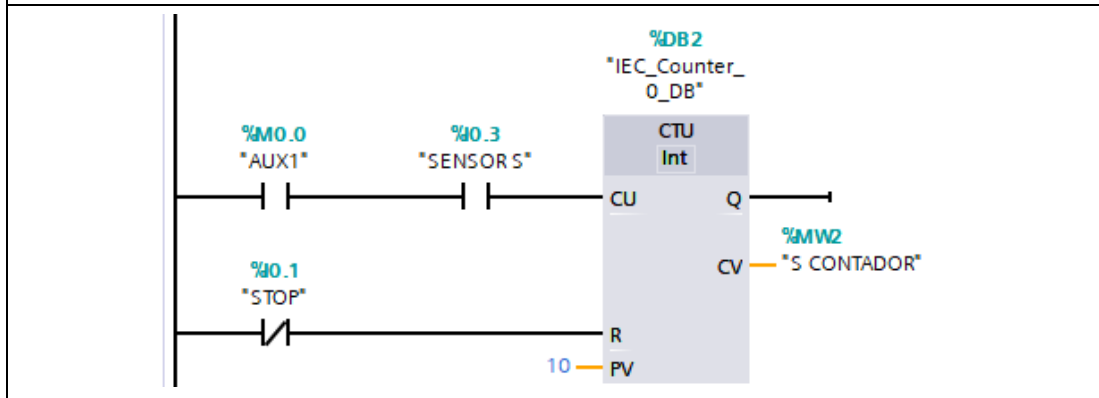 %DB2
"IEC_Counter_
0_DB"
%M0.0
"AUX1"
%I0.3
"SENSOR S"
CTU
Int
CU
Q
%MW2
CV
"S CONTADOR"
%I0.1
"STOP"
R
10
PV